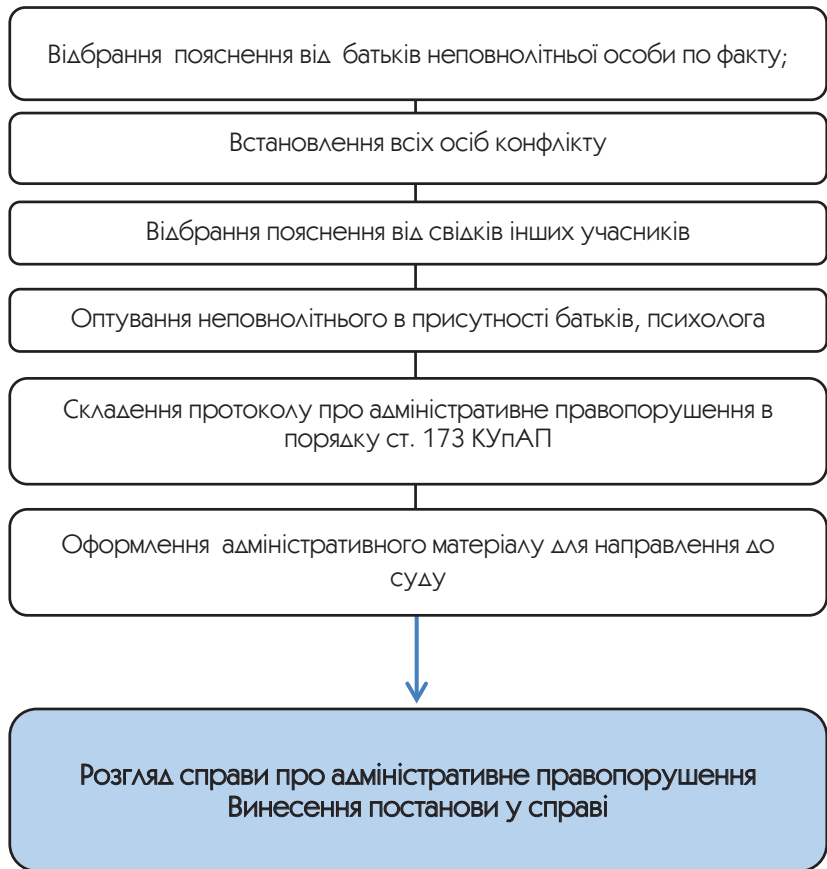 Відбрання пояснення від батьків неповнолітньої особи по факту;
Встановлення всіх осіб конфлікту
Відбрання пояснення від свідків інших учасників
Оптування неповнолітнього в присутності батьків, психолога
Складення протоколу про адміністративне правопорушення в
порядку ст. 173 КУпАП
Оформлення адміністративного матеріалу для направлення до
суду
Розгляд справи про адміністративне правопорушення
Винесення постанови у справі